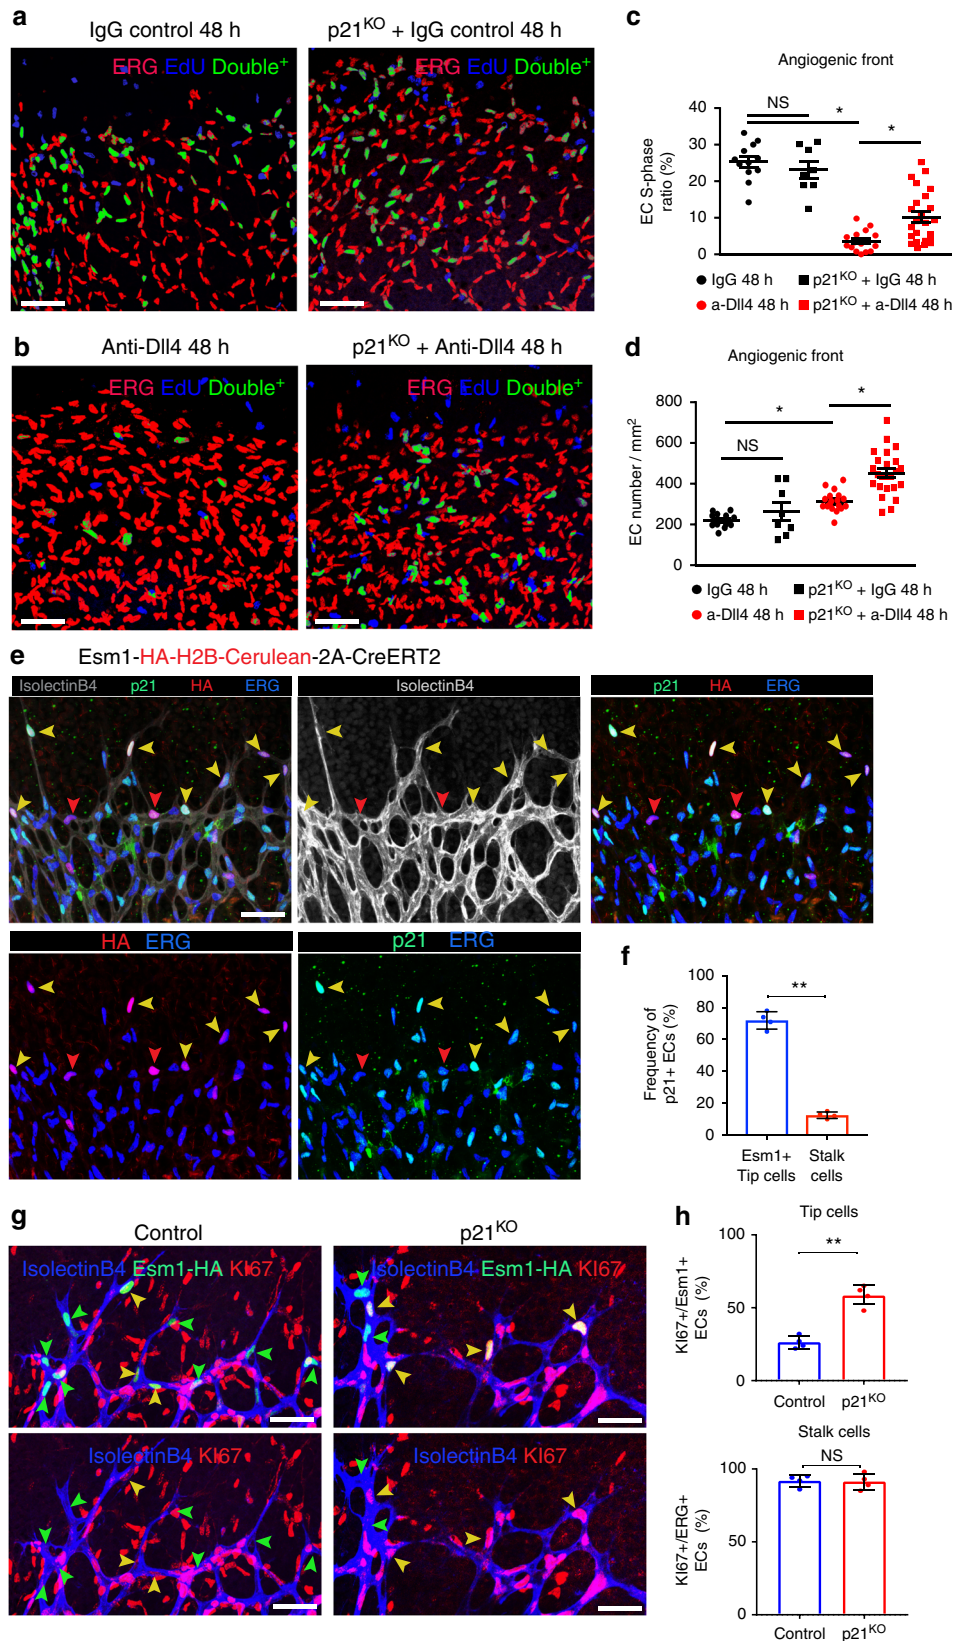 a
IgG control 48 h
p21KO + IgG control 48 h
ERG EdU Double+
ERG EdU Double+
c
Angiogenic front
EC S-phase
ratio (%)
40
30
20
10
0
NS
*
*
IgG 48 h
p21KO + IgG 48 h
a-Dll4 48 h
p21KO + a-Dll4 48 h
b
Anti-Dll4 48 h
p21KO + Anti-Dll4 48 h
ERG EdU Double+
ERG EdU Double+
d
Angiogenic front
EC number / mm2
800
600
400
200
0
NS
*
*
IgG 48 h
p21KO + IgG 48 h
a-Dll4 48 h
p21KO + a-Dll4 48 h
e
Esm1-HA-H2B-Cerulean-2A-CreERT2
IsolectinB4 p21 HA ERG
IsolectinB4
p21 HA ERG
HA ERG
p21 ERG
f
Frequency of
p21+ ECs (%)
100
80
60
40
20
0
**
Esm1+
Tip cells
Stalk
cells
g
Control
p21KO
IsolectinB4 Esm1-HA KI67
IsolectinB4 Esm1-HA KI67
IsolectinB4 KI67
IsolectinB4 KI67
h
Tip cells
KI67+/Esm1+
ECs (%)
100
50
0
**
Control
p21KO
Stalk cells
KI67+/ERG+
ECs (%)
100
50
0
NS
Control
p21KO